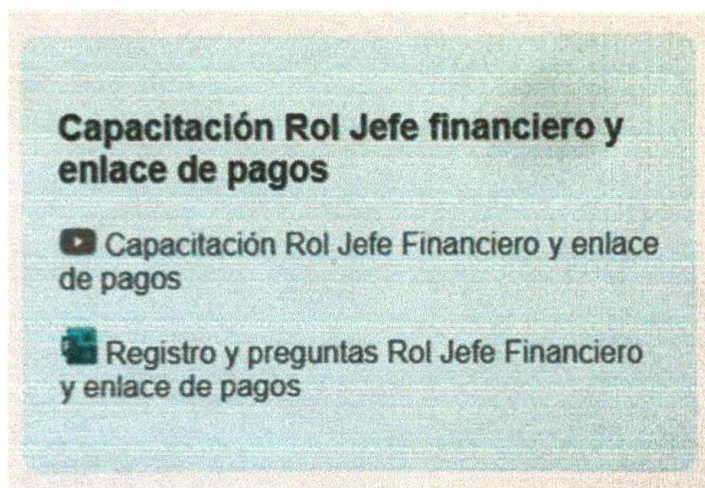 Capacitación Rol Jefe financiero y
enlace de pagos
Capacitación Rol Jefe Financiero y enlace
de pagos
Registro y preguntas Rol Jefe Financiero
y enlace de pagos